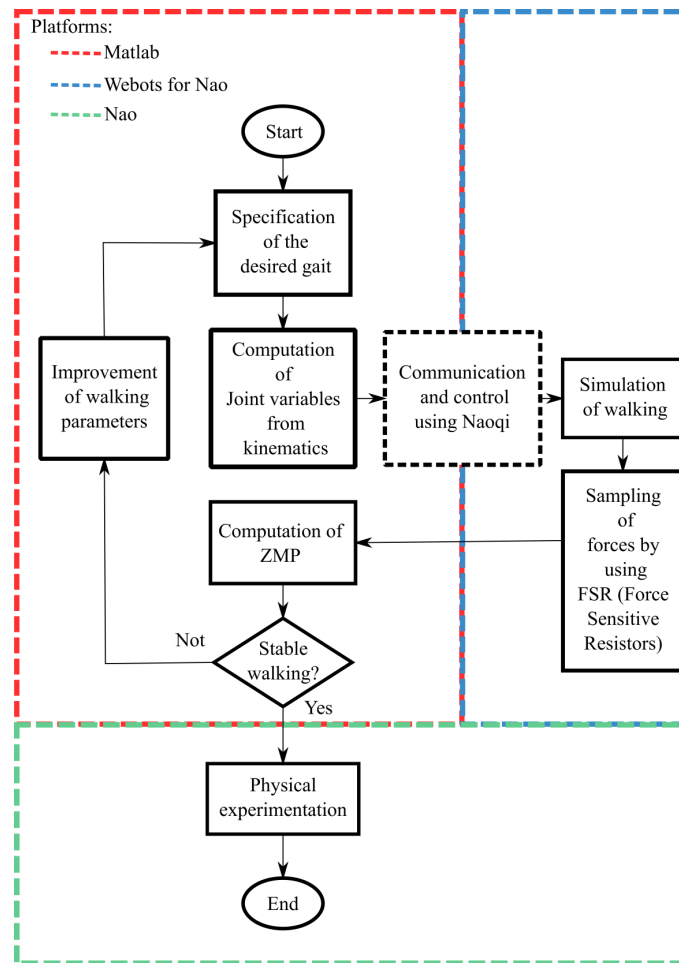 Platforms:
Matlab
Webots for Nao
Nao
Start
Specification
of the
desired gait
Improvement
of walking
parameters
Computation
of
Joint variables
from
kinematics
Communication
and control
using Naoqi
Simulation
of walking
Sampling
of
forces by
using
FSR (Force
Sensitive
Resistors)
Computation of
ZMP
Not
Stable
walking?
Yes
Physical
experimentation
End